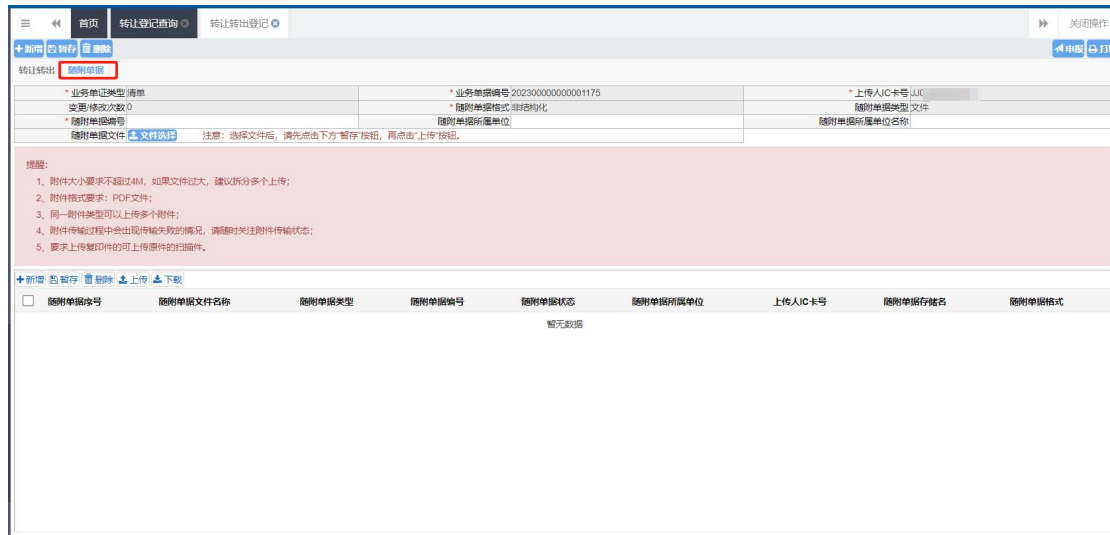 首页 转让登记查询 转让转出登记 关闭操作
新增 暂存 删除 申报 打
转让转出 随附单据
* 业务单证类型 清单 * 业务单据编号 202300000000001175 * 上传人IC卡号 JJC
变更/修改次数 0 * 随附单据格式 非结构化 随附单据类型 文件
* 随附单据编号 随附单据所属单位 随附单据所属单位名称
随附单据文件 文件选择 注意：选择文件后，请先点击下方“暂存”按钮，再点击“上传”按钮。
提醒：
1、附件大小要求不超过4M，如果文件过大，建议拆分多个上传；
2、附件格式要求：PDF文件；
3、同一附件类型可以上传多个附件；
4、附件传输过程中会出现传输失败的情况，请随时关注附件传输状态；
5、要求上传复印件的可上传原件的扫描件。
新增 暂存 删除 上传 下载
随附单据序号 随附单据文件名称 随附单据类型 随附单据编号 随附单据状态 随附单据所属单位 上传人IC卡号 随附单据存储名 随附单据格式
暂无数据